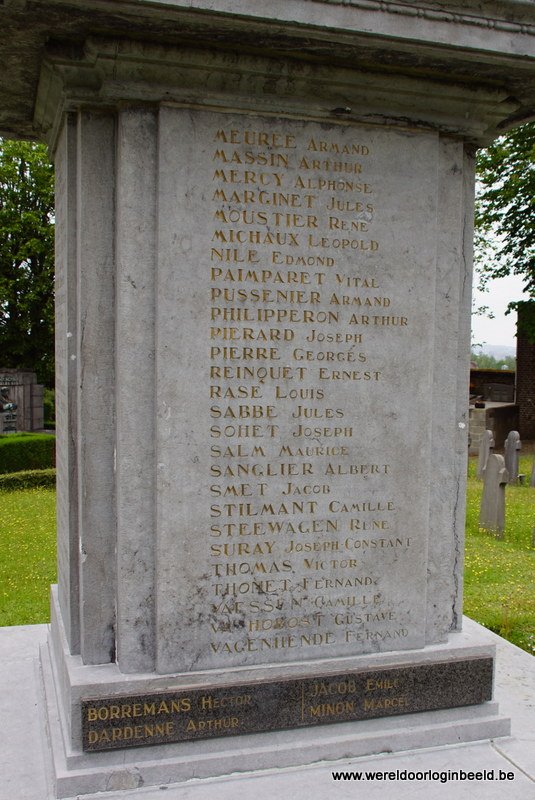 MEUREE ARMAND
MASSIN ARTHUR
MERCY ALPHONSE
MARGINET JULES
MOUSTIER RENE
MICHAUX LEOPOLD
NILE EDMOND
PAIMPARET VITAL
PUSSENIER ARMAND
PHILIPPERON ARTHUR
PIERARD JOSEPH
PIERRE GEORGES
REINQUET ERNEST
RASE LOUIS
SABBE JULES
SOHET JOSEPH
SALM MAURICE
SANGLIER ALBERT
SMET JACOB
STILMANT CAMILLE
STEEWAGEN RENE
SURAY JOSEPH-CONSTANT
THOMAS VICTOR
THONET FERNAND
CAMILLE
GUSTAVE
VAGENHENDE FERNAND
BORREMANS HECTOR
DARDENNE ARTHUR
JACOB EMILE
MINON MARCEL
www.wereldoorloginbeeld.be